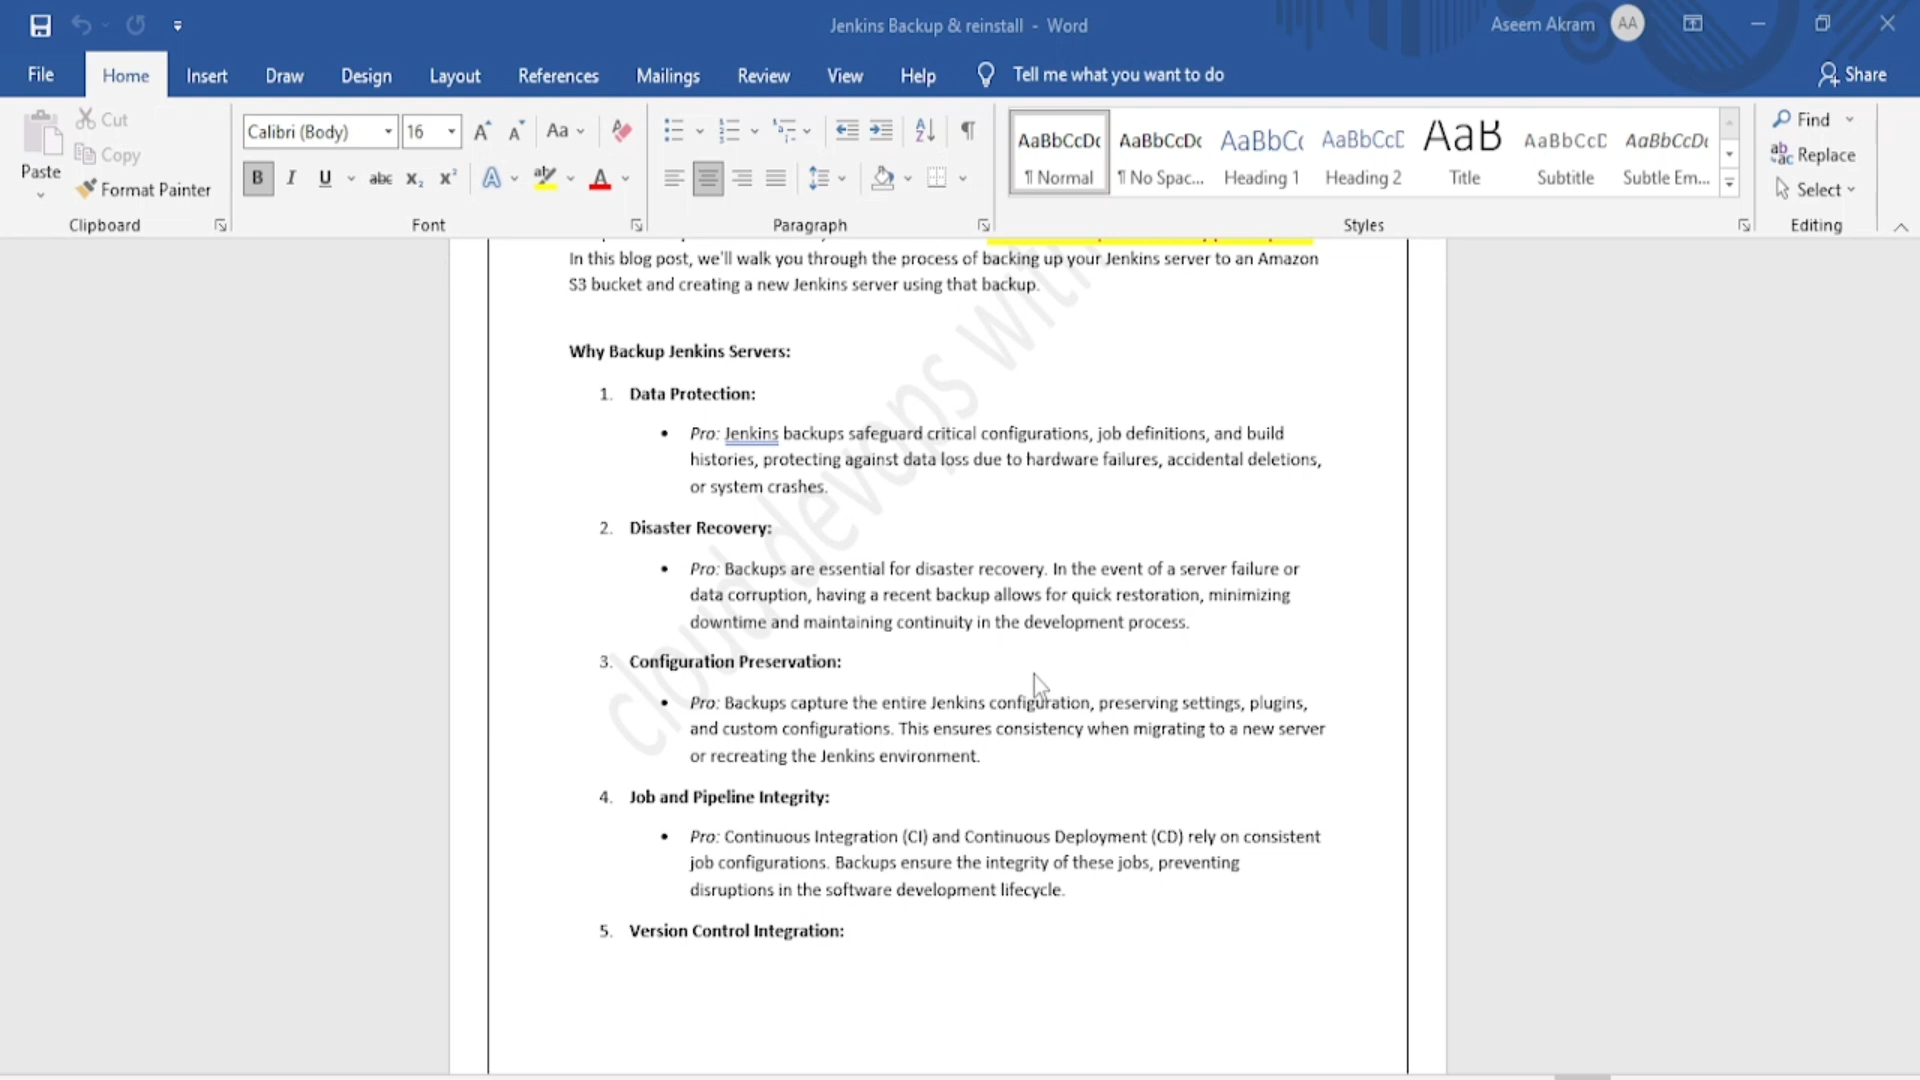 Jenkins Backup & reinstall - Word
Aseem Akram AA
File Home Insert Draw Design Layout References Mailings Review View Help Tell me what you want to do Share
Paste
Cut
Copy
Format Painter
Clipboard
Calibri (Body) 16 Aa
B I U abc X₂ X² A A
Font
Paragraph
AaBbCcDc AaBbCcDc AaBbC AaBbCcD AaB AaBbCcD AaBbCcDc
¶ Normal ¶ No Spac... Heading 1 Heading 2 Title Subtitle Subtle Em...
Styles
Find
Replace
Select
Editing
In this blog post, we'll walk you through the process of backing up your Jenkins server to an Amazon
S3 bucket and creating a new Jenkins server using that backup.
Why Backup Jenkins Servers:
1. Data Protection:
• Pro: Jenkins backups safeguard critical configurations, job definitions, and build
histories, protecting against data loss due to hardware failures, accidental deletions,
or system crashes.
2. Disaster Recovery:
• Pro: Backups are essential for disaster recovery. In the event of a server failure or
data corruption, having a recent backup allows for quick restoration, minimizing
downtime and maintaining continuity in the development process.
3. Configuration Preservation:
• Pro: Backups capture the entire Jenkins configuration, preserving settings, plugins,
and custom configurations. This ensures consistency when migrating to a new server
or recreating the Jenkins environment.
4. Job and Pipeline Integrity:
• Pro: Continuous Integration (CI) and Continuous Deployment (CD) rely on consistent
job configurations. Backups ensure the integrity of these jobs, preventing
disruptions in the software development lifecycle.
5. Version Control Integration:
cloud devops with